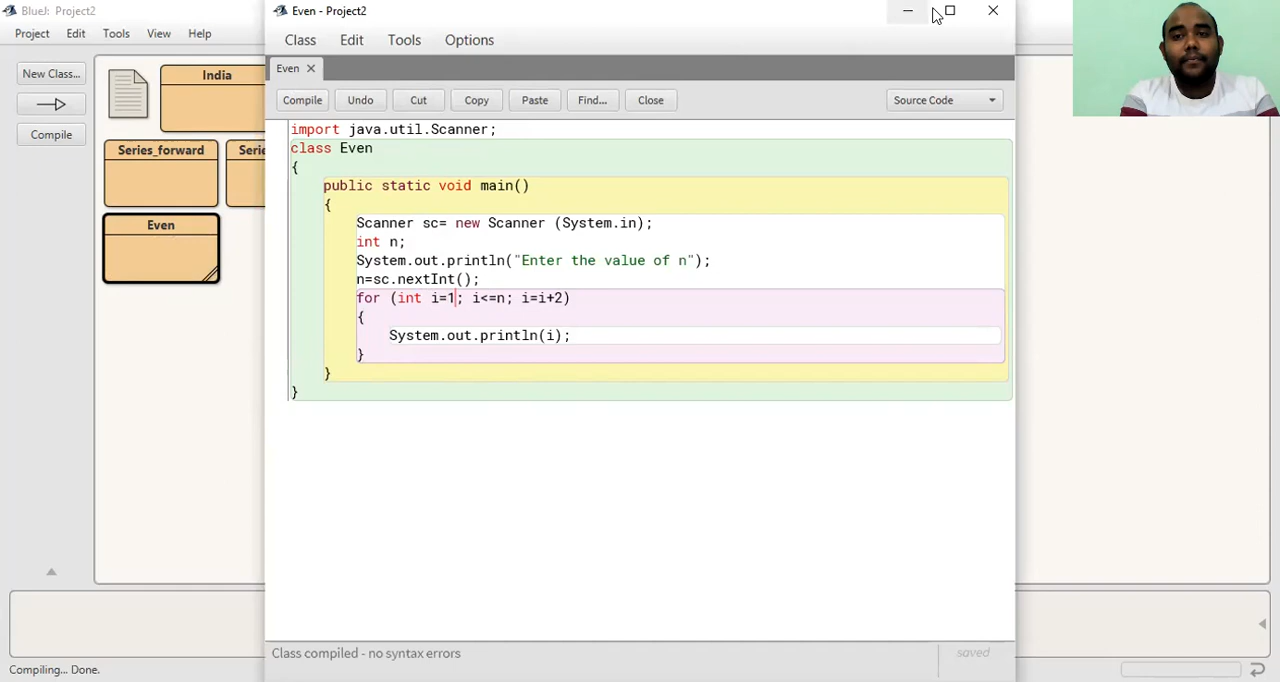 BlueJ: Project2
Project Edit Tools View Help
New Class...
Compile
India
Series_forward
Serie
Even
Compiling... Done.
Even - Project2
Class Edit Tools Options
Even
Compile Undo Cut Copy Paste Find... Close Source Code
import java.util.Scanner;
class Even
{
public static void main()
{
Scanner sc= new Scanner (System.in);
int n;
System.out.println("Enter the value of n");
n=sc.nextInt();
for (int i=1; i<=n; i=i+2)
{
System.out.println(i);
}
}
}
Class compiled - no syntax errors
saved